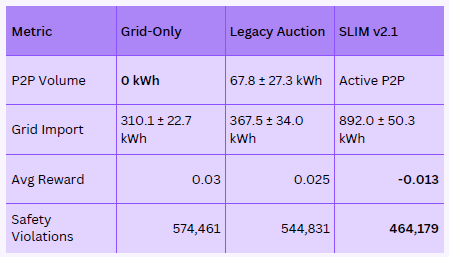 Metric Grid-Only Legacy Auction SLIM v2.1
P2P Volume 0 kWh 67.8 ± 27.3 kWh Active P2P
Grid Import 310.1 ± 22.7 kWh 367.5 ± 34.0 kWh 892.0 ± 50.3 kWh
Avg Reward 0.03 0.025 -0.013
Safety Violations 574,461 544,831 464,179